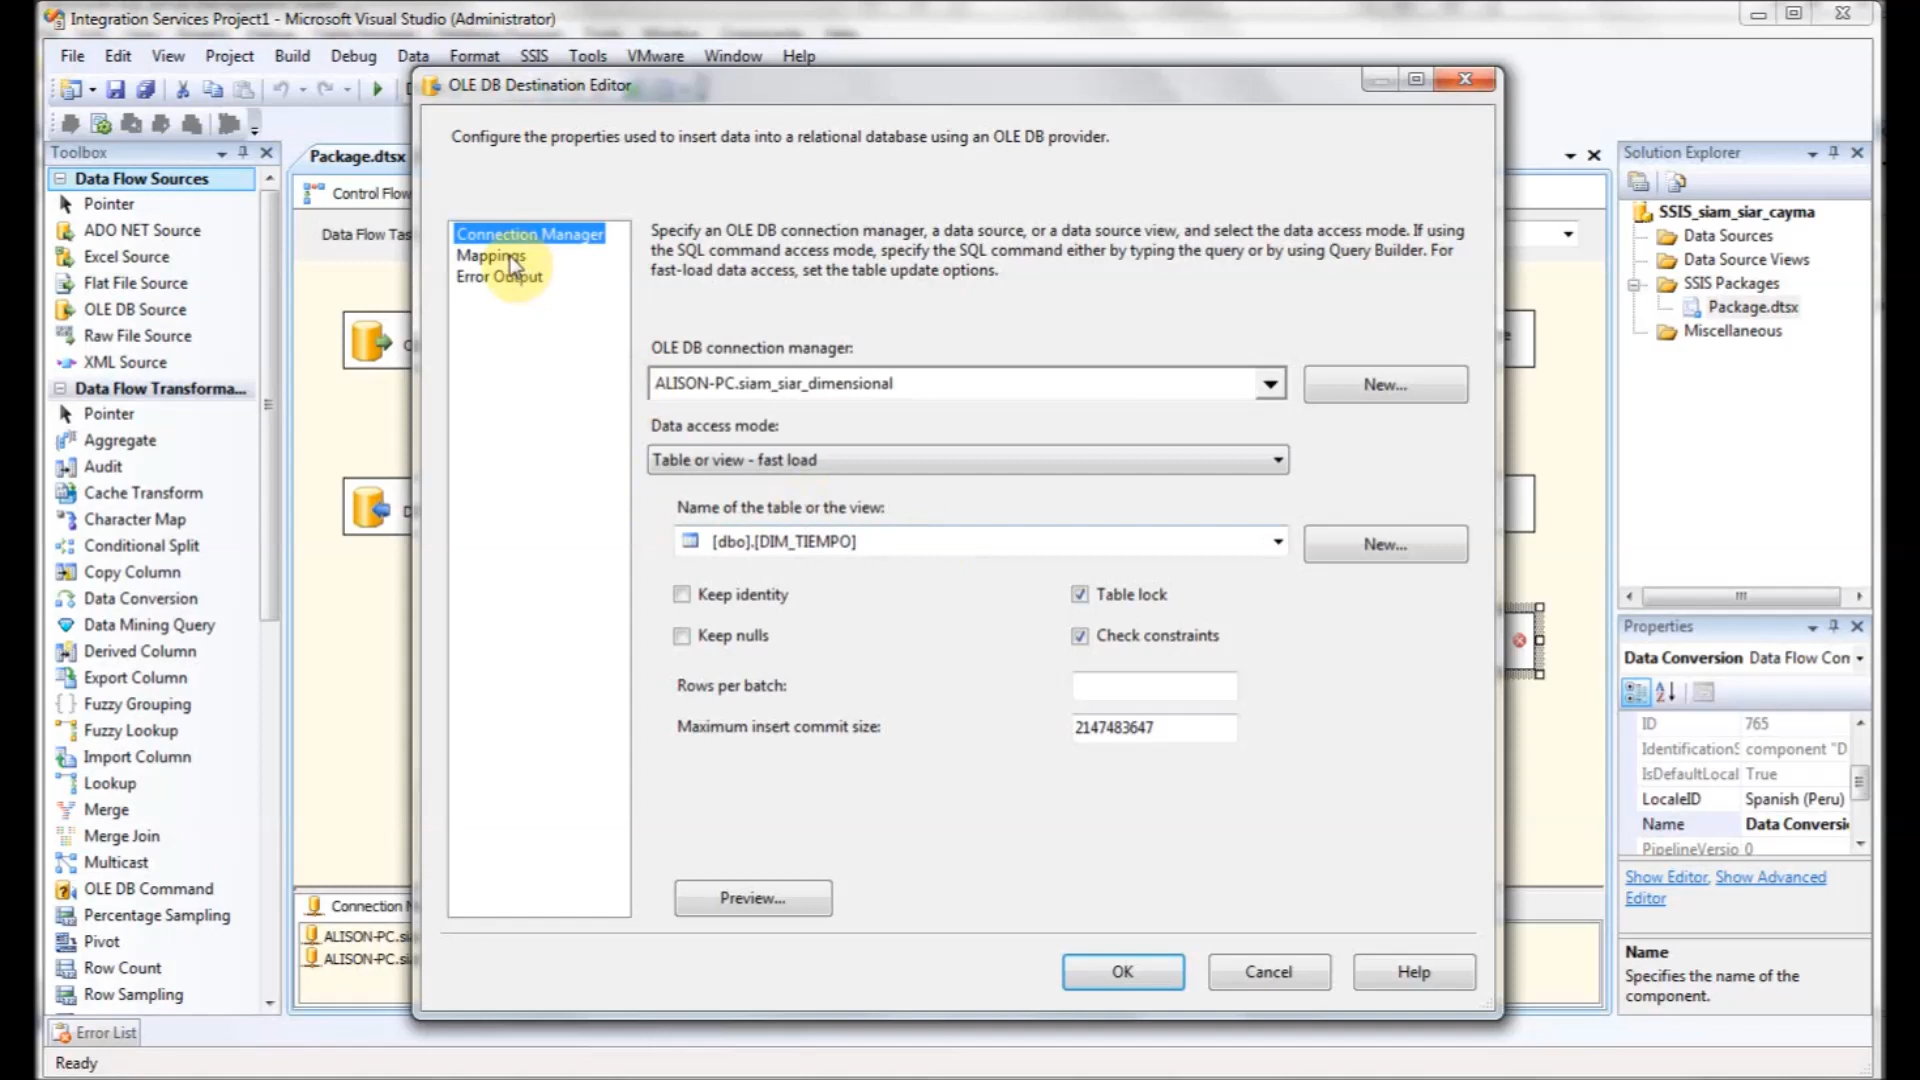 Integration Services Project1 - Microsoft Visual Studio (Administrator)
File Edit View Project Build Debug Data Format SSIS Tools VMware Window Help
Toolbox
Data Flow Sources
Pointer
ADO NET Source
Excel Source
Flat File Source
OLE DB Source
Raw File Source
XML Source
Data Flow Transforma...
Pointer
Aggregate
Audit
Cache Transform
Character Map
Conditional Split
Copy Column
Data Conversion
Data Mining Query
Derived Column
Export Column
Fuzzy Grouping
Fuzzy Lookup
Import Column
Lookup
Merge
Merge Join
Multicast
OLE DB Command
Percentage Sampling
Pivot
Row Count
Row Sampling
Error List
Ready
Package.dtsx
Control Flow
Data Flow Tas
Connection
ALISON-PC.si
ALISON-PC.si
OLE DB Destination Editor
Configure the properties used to insert data into a relational database using an OLE DB provider.
Connection Manager
Mappings
Error Output
Specify an OLE DB connection manager, a data source, or a data source view, and select the data access mode. If using
the SQL command access mode, specify the SQL command either by typing the query or by using Query Builder. For
fast-load data access, set the table update options.
OLE DB connection manager:
ALISON-PC.siam_siar_dimensional
New...
Data access mode:
Table or view - fast load
Name of the table or the view:
[dbo].[DIM_TIEMPO]
New...
Keep identity
Table lock
Keep nulls
Check constraints
Rows per batch:
Maximum insert commit size:
2147483647
Preview...
OK
Cancel
Help
Solution Explorer
SSIS_siam_siar_cayma
Data Sources
Data Source Views
SSIS Packages
Package.dtsx
Miscellaneous
Properties
Data Conversion Data Flow Con
ID 765
IdentificationS component "D
IsDefaultLocal True
LocaleID Spanish (Peru)
Name Data Conversi
PipelineVersio 0
Show Editor, Show Advanced
Editor
Name
Specifies the name of the
component.